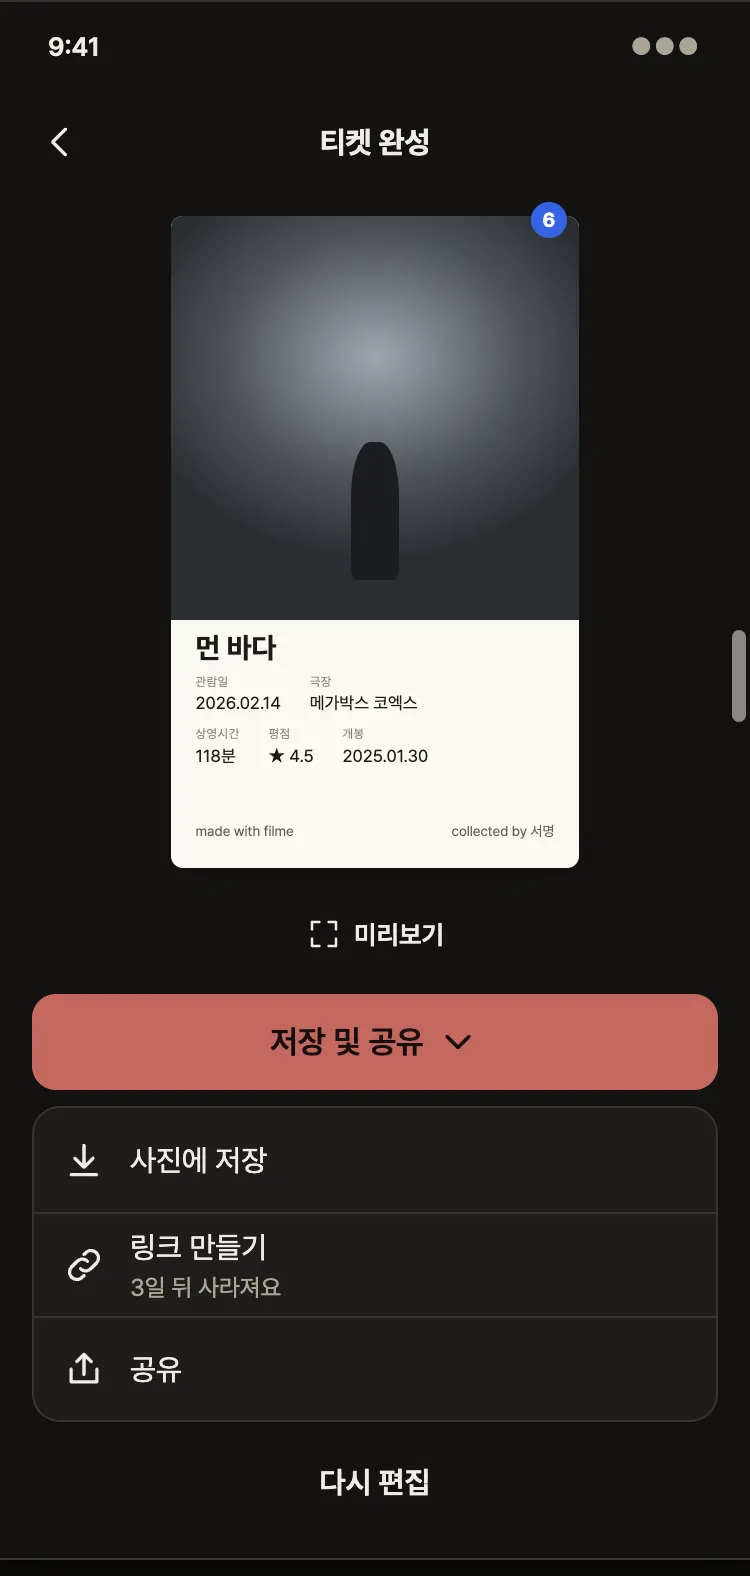 9:41
티켓 완성
6
먼 바다
관람일 극장
2026.02.14 메가박스 코엑스
상영시간 평점 개봉
118분 ★ 4.5 2025.01.30
made with filme collected by 서명
미리보기
저장 및 공유
사진에 저장
링크 만들기
3일 뒤 사라져요
공유
다시 편집